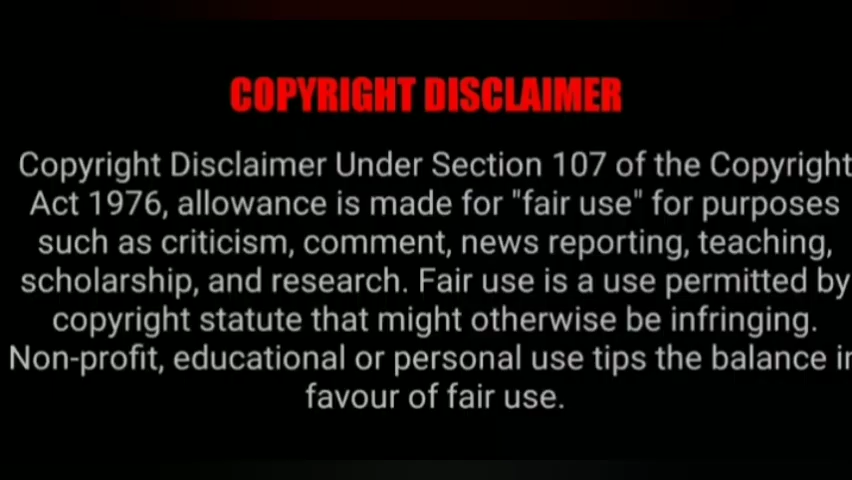 COPYRIGHT DISCLAIMER
Copyright Disclaimer Under Section 107 of the Copyright
Act 1976, allowance is made for "fair use" for purposes
such as criticism, comment, news reporting, teaching,
scholarship, and research. Fair use is a use permitted by
copyright statute that might otherwise be infringing.
Non-profit, educational or personal use tips the balance in
favour of fair use.